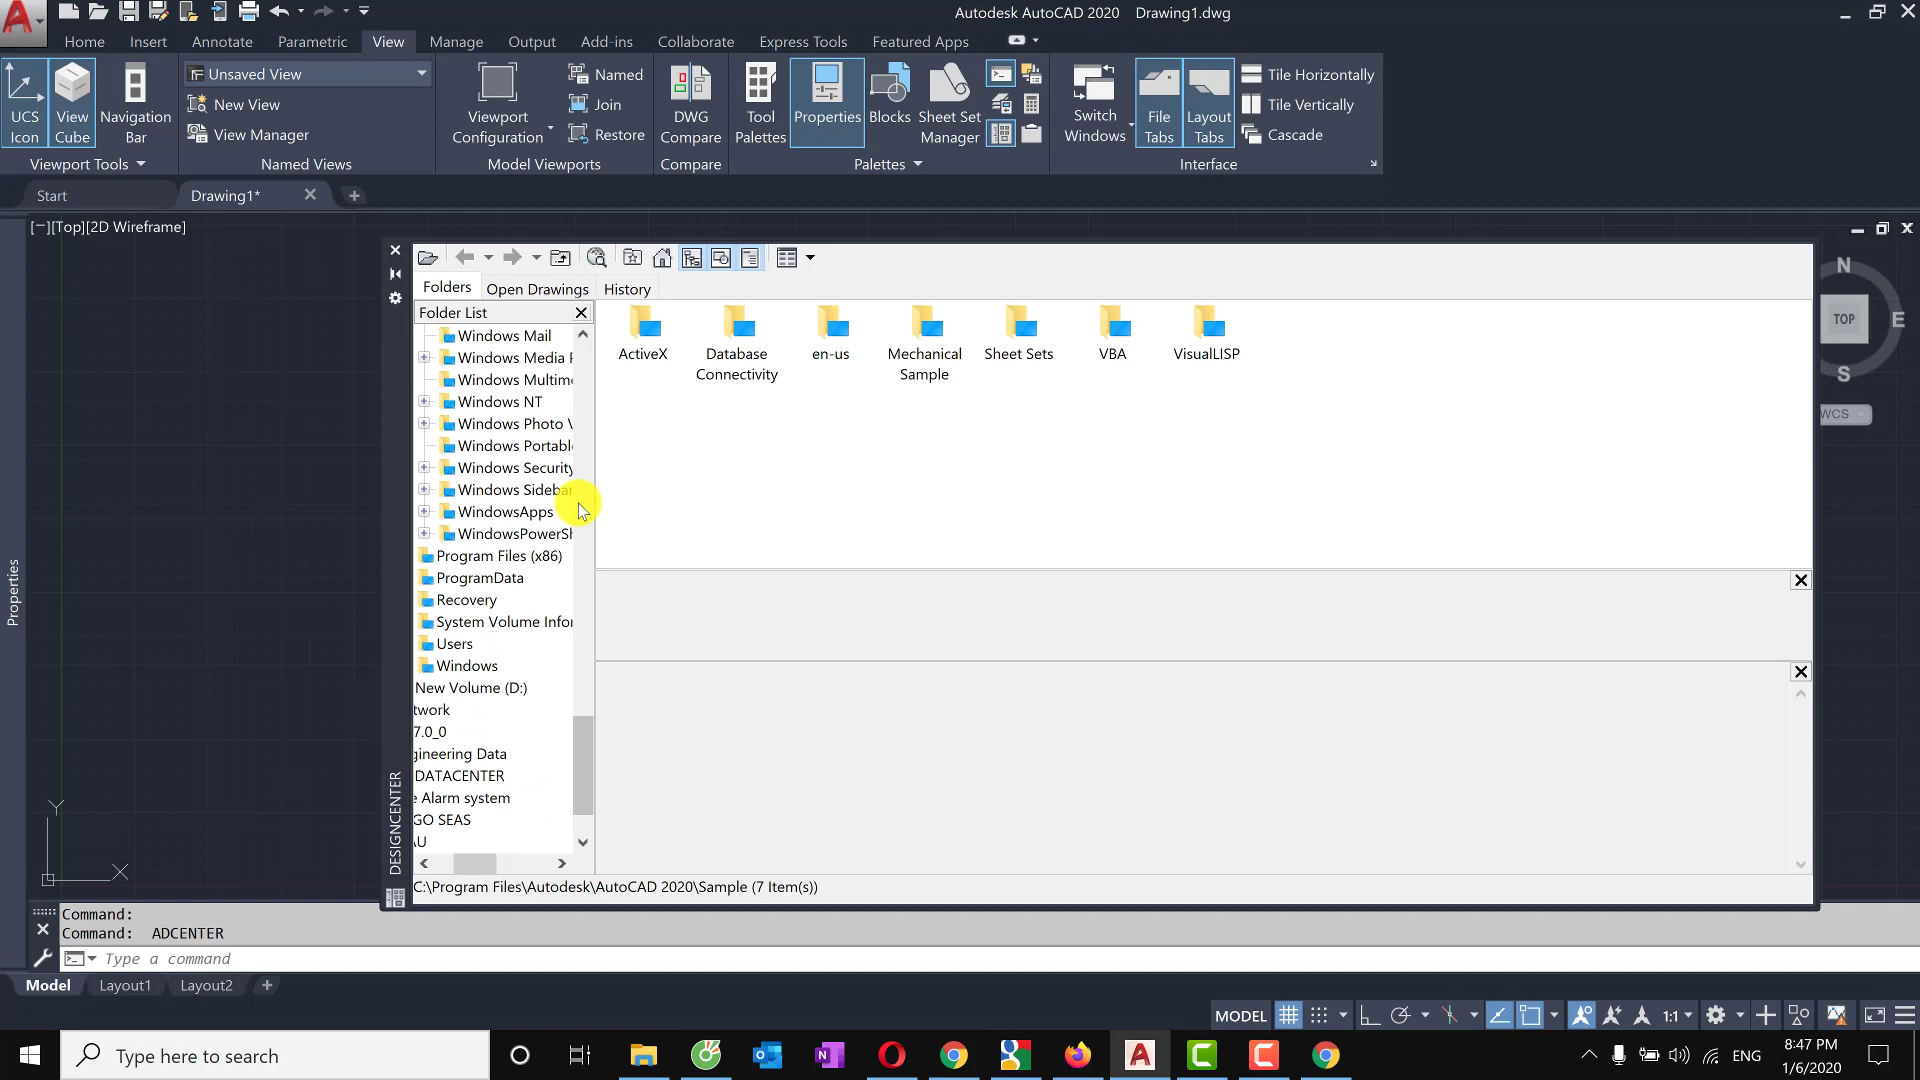 Autodesk AutoCAD 2020 Drawing1.dwg
Home Insert Annotate Parametric View Manage Output Add-ins Collaborate Express Tools Featured Apps
UCS Icon
View Cube
Navigation Bar
Viewport Tools
Unsaved View
New View
View Manager
Named Views
Viewport Configuration
Named
Join
Restore
Model Viewports
DWG Compare
Compare
Tool Palettes
Properties
Blocks
Sheet Set Manager
Palettes
Switch Windows
File Tabs
Layout Tabs
Tile Horizontally
Tile Vertically
Cascade
Interface
Start
Drawing1*
[−][Top][2D Wireframe]
Properties
Folders
Open Drawings
History
Folder List
Windows Mail
Windows Media P
Windows Multime
Windows NT
Windows Photo V
Windows Portable
Windows Security
Windows Sidebar
WindowsApps
WindowsPowerSh
Program Files (x86)
ProgramData
Recovery
System Volume Infor
Users
Windows
New Volume (D:)
twork
7.0_0
gineering Data
DATACENTER
e Alarm system
GO SEAS
ActiveX
Database Connectivity
en-us
Mechanical Sample
Sheet Sets
VBA
VisualLISP
DESIGNCENTER
C:\Program Files\Autodesk\AutoCAD 2020\Sample (7 Item(s))
N
TOP
E
S
WCS
Y
X
Command:
Command: ADCENTER
Type a command
Model
Layout1
Layout2
MODEL
1:1
Type here to search
ENG
8:47 PM
1/6/2020